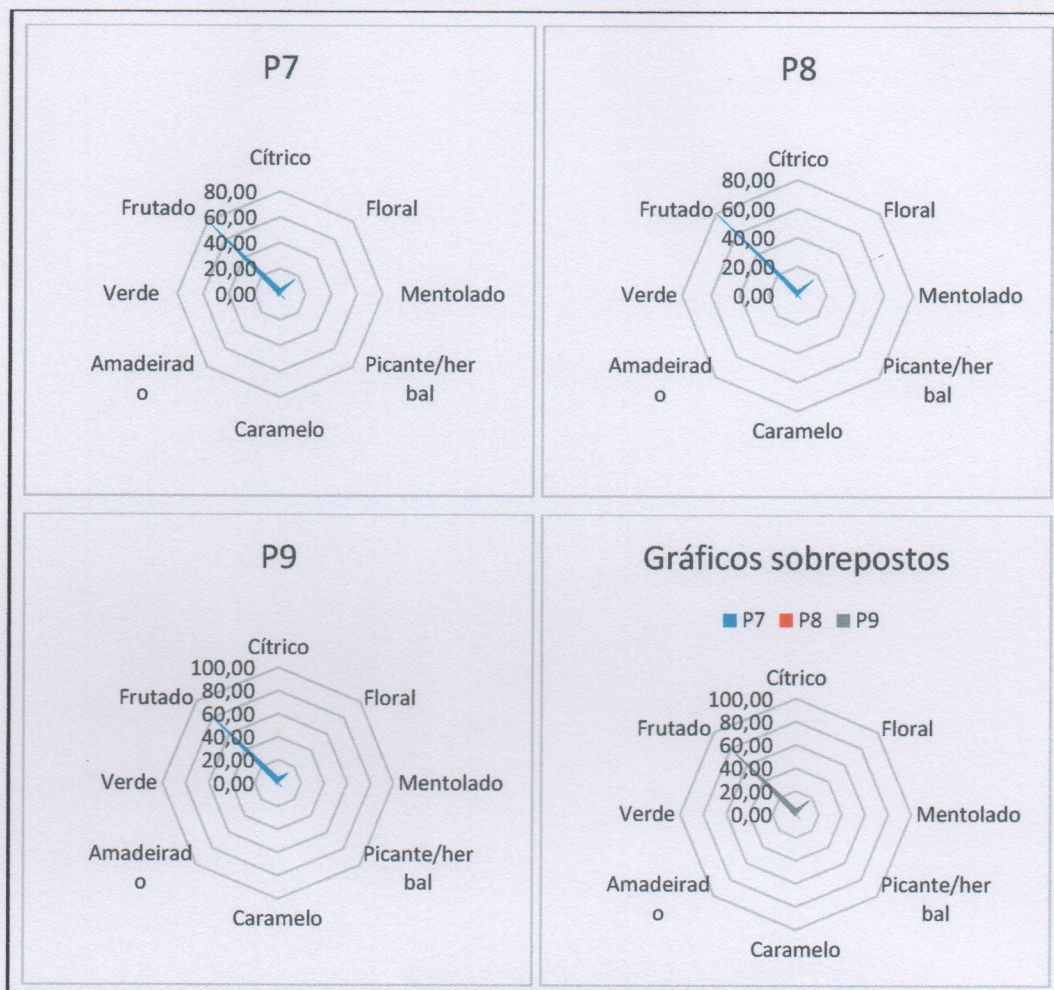 P7
Cítrico
80,00
Frutado
60,00
Floral
40,00
20,00
Verde
0,00
Mentolado
Amadeirad
o
Picante/her
bal
Caramelo
P8
Cítrico
80,00
Frutado
60,00
Floral
40,00
20,00
Verde
0,00
Mentolado
Amadeirad
o
Picante/her
bal
Caramelo
P9
Cítrico
100,00
Frutado
80,00
Floral
60,00
40,00
20,00
Verde
0,00
Mentolado
Amadeirad
o
Picante/her
bal
Caramelo
Gráficos sobrepostos
P7 P8 P9
Cítrico
100,00
Frutado
80,00
Floral
60,00
40,00
20,00
Verde
0,00
Mentolado
Amadeirad
o
Picante/her
bal
Caramelo